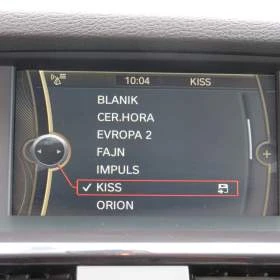 10:04 KISS
BLANIK
CER.HORA
EVROPA 2
FAJN
IMPULS
KISS
ORION